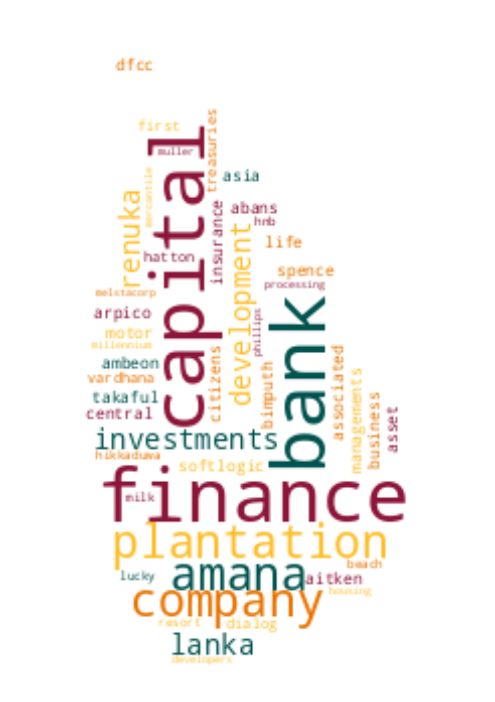 dfcc
first
muller
capital
treasuries
mercantile
asia
renuka
insurance
abans
hnb
development
life
hatton
spence
processing
melstacorp
bank
arpico
phillips
motor
millennium
citizens
associated
ambeon
bimputh
managements
vardhana
business
takaful
asset
central
investments
hikkaduwa
softlogic
finance
milk
plantation
beach
amana
lucky
aitken
housing
company
resort
dialog
lanka
developers